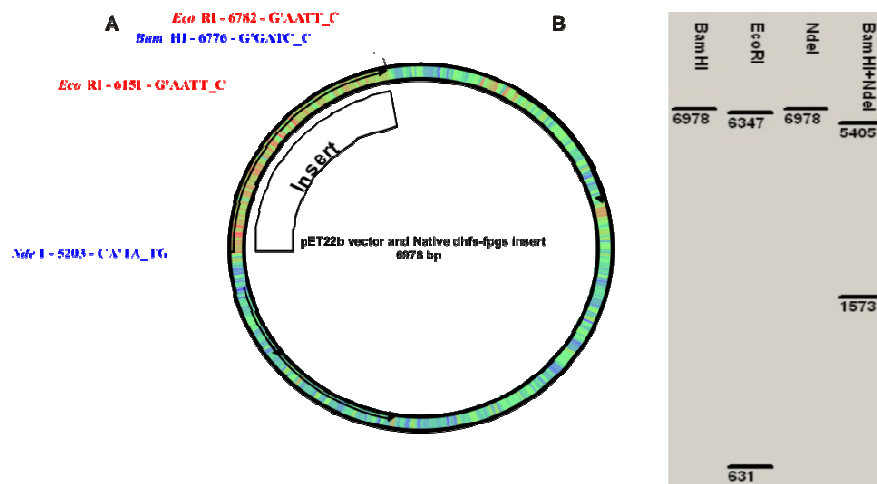 A
Eco RI - 6782 - G'AATT_C
Bam HI - 6776 - G'GATC_C
Eco RI - 6151 - G'AATT_C
Nde I - 5203 - CA'TA_TG
Insert
pET22b vector and Native dhfs-fpgs insert
6978 bp
B
BamHI
EcoRI
NdeI
BamHI+NdeI
6978
6347
6978
5405
1573
631